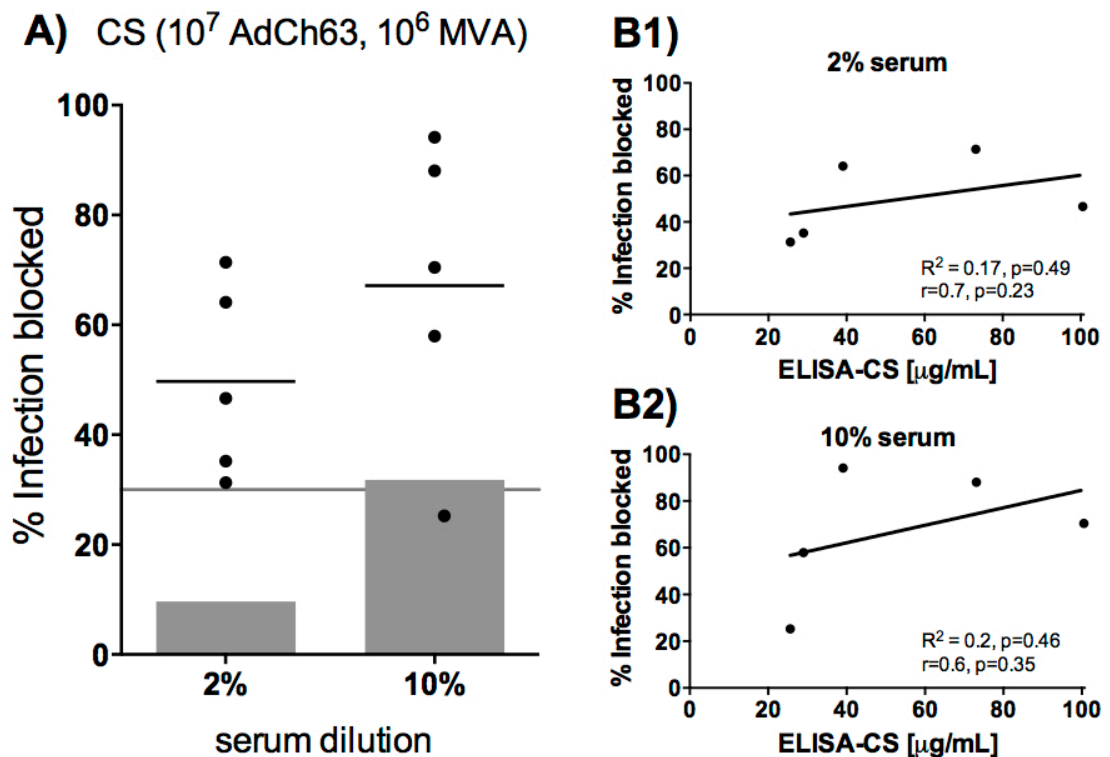 A) CS (10⁷ AdCh63, 10⁶ MVA)
% Infection blocked
100
80
60
40
20
0
2% 10%
serum dilution
B1)
2% serum
% Infection blocked
100
80
60
40
20
0
R² = 0.17, p=0.49
r=0.7, p=0.23
0 20 40 60 80 100
ELISA-CS [µg/mL]
B2)
10% serum
% Infection blocked
100
80
60
40
20
0
R² = 0.2, p=0.46
r=0.6, p=0.35
0 20 40 60 80 100
ELISA-CS [µg/mL]